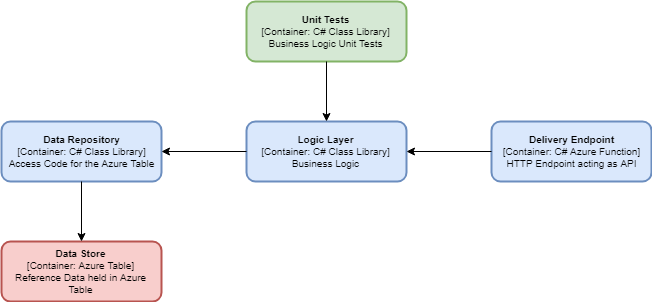 Unit Tests
[Container: C# Class Library]
Business Logic Unit Tests
Data Repository
[Container: C# Class Library]
Access Code for the Azure Table
Logic Layer
[Container: C# Class Library]
Business Logic
Delivery Endpoint
[Container: C# Azure Function]
HTTP Endpoint acting as API
Data Store
[Container: Azure Table]
Reference Data held in Azure
Table